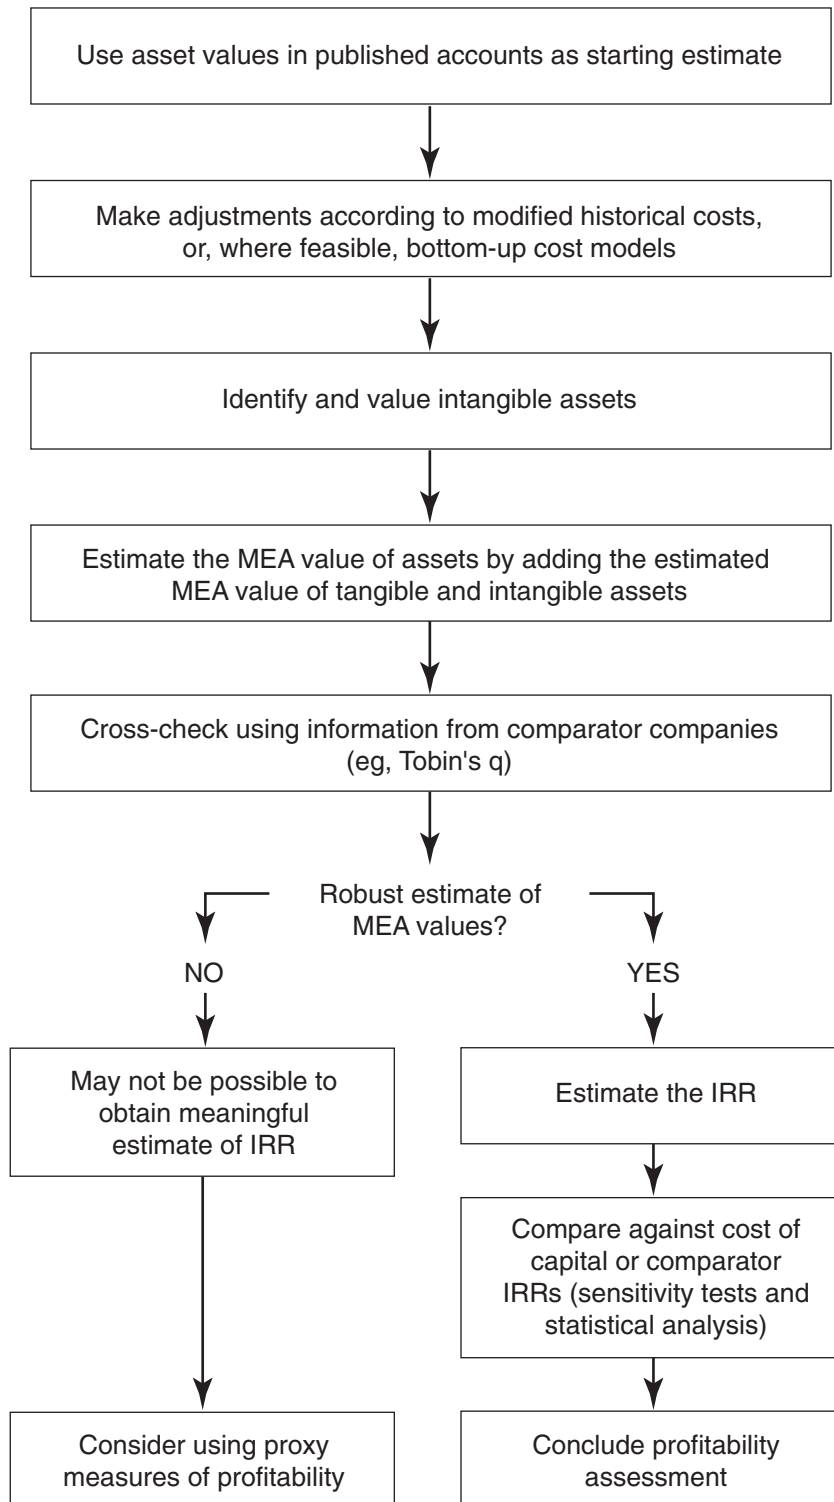 Use asset values in published accounts as starting estimate
Make adjustments according to modified historical costs,
or, where feasible, bottom-up cost models
Identify and value intangible assets
Estimate the MEA value of assets by adding the estimated
MEA value of tangible and intangible assets
Cross-check using information from comparator companies
(eg, Tobin's q)
Robust estimate of
MEA values?
NO
YES
May not be possible to
obtain meaningful
estimate of IRR
Estimate the IRR
Compare against cost of
capital or comparator
IRRs (sensitivity tests and
statistical analysis)
Consider using proxy
measures of profitability
Conclude profitability
assessment